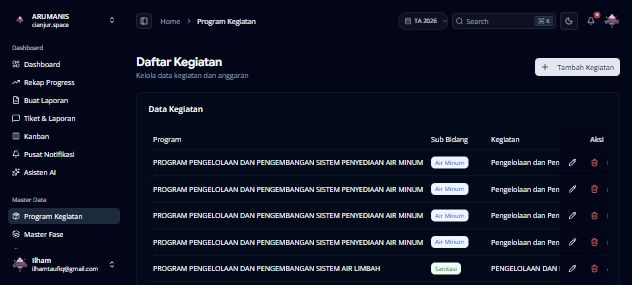 ARUMANIS
cianjur.space
Home > Program Kegiatan
TA 2026
Search
⌘ K
Dashboard
Dashboard
Rekap Progress
Buat Laporan
Tiket & Laporan
Kanban
Pusat Notifikasi
Asisten AI
Master Data
Program Kegiatan
Master Fase
Ilham
ilhamtaufiq@gmail.com
Daftar Kegiatan
Kelola data kegiatan dan anggaran
+ Tambah Kegiatan
Data Kegiatan
Program Sub Bidang Kegiatan Aksi
PROGRAM PENGELOLAAN DAN PENGEMBANGAN SISTEM PENYEDIAAN AIR MINUM Air Minum Pengelolaan dan Pen
PROGRAM PENGELOLAAN DAN PENGEMBANGAN SISTEM PENYEDIAAN AIR MINUM Air Minum Pengelolaan dan Pen
PROGRAM PENGELOLAAN DAN PENGEMBANGAN SISTEM PENYEDIAAN AIR MINUM Air Minum Pengelolaan dan Pen
PROGRAM PENGELOLAAN DAN PENGEMBANGAN SISTEM PENYEDIAAN AIR MINUM Air Minum Pengelolaan dan Pen
PROGRAM PENGELOLAAN DAN PENGEMBANGAN SISTEM AIR LIMBAH Sanitasi PENGELOLAAN DAN